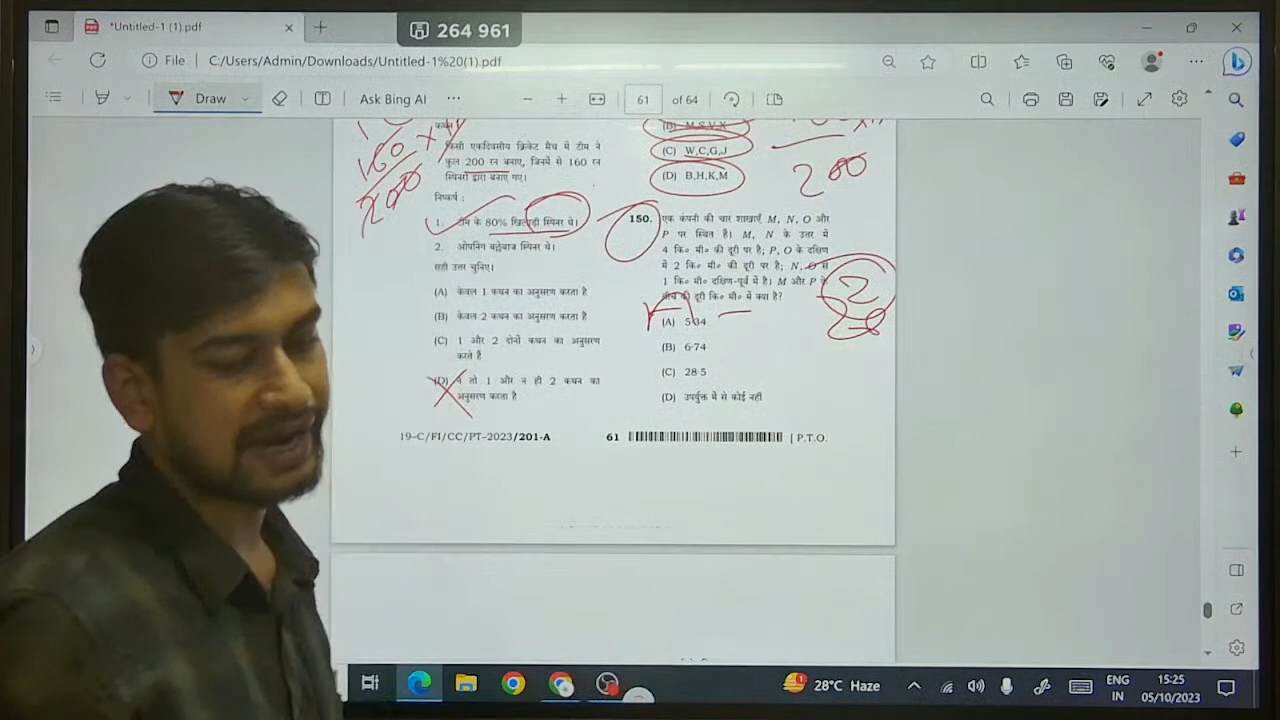 *Untitled-1 (1).pdf
264 961
File
C:/Users/Admin/Downloads/Untitled-1%20(1).pdf
Draw
Ask Bing AI
61 of 64
कथन
किसी एकदिवसीय क्रिकेट मैच में टीम ने
कुल 200 रन बनाए, जिनमें से 160 रन
स्पिनरों द्वारा बनाए गए।
निष्कर्ष :
1. टीम के 80% खिलाड़ी स्पिनर थे।
2. ओपनिंग बल्लेबाज स्पिनर थे।
सही उत्तर चुनिए।
(A) केवल 1 कथन का अनुसरण करता है
(B) केवल 2 कथन का अनुसरण करता है
(C) 1 और 2 दोनों कथन का अनुसरण
करते हैं
(D) तो 1 और न ही 2 कथन का
अनुसरण करता है
160
200
(B) M,S,V,X
(C) W,C,G,J
(D) B,H,K,M
200
150. एक कंपनी की चार शाखाएँ M, N, O और
P पर स्थित हैं। M, N के उत्तर में
4 कि० मी० की दूरी पर है; P, O के दक्षिण
में 2 कि० मी० की दूरी पर है; N, O से
1 कि० मी० दक्षिण-पूर्व में है। M और P के
बीच की दूरी कि० मी० में क्या है?
(A) 5·34
(B) 6·74
(C) 28·5
(D) उपर्युक्त में से कोई नहीं
2
19–C/FI/CC/PT–2023/201-A
61
[ P.T.O.
28°C Haze
ENG
IN
15:25
05/10/2023